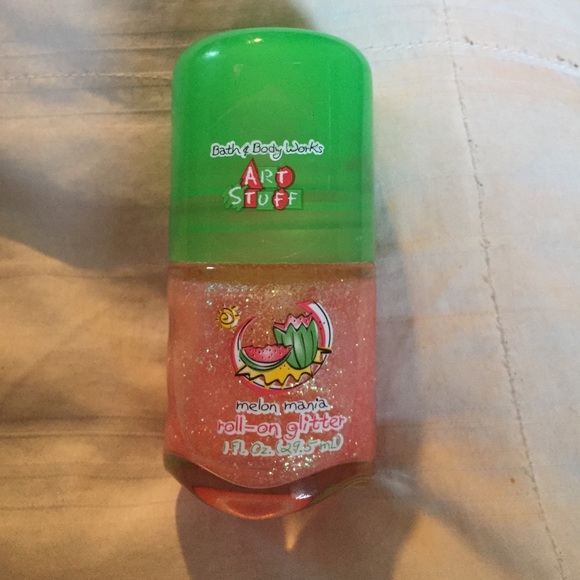 Bath & Body Works
ART
STUFF
melon mania
roll-on glitter
1 Fl. Oz. (29.5 mL)